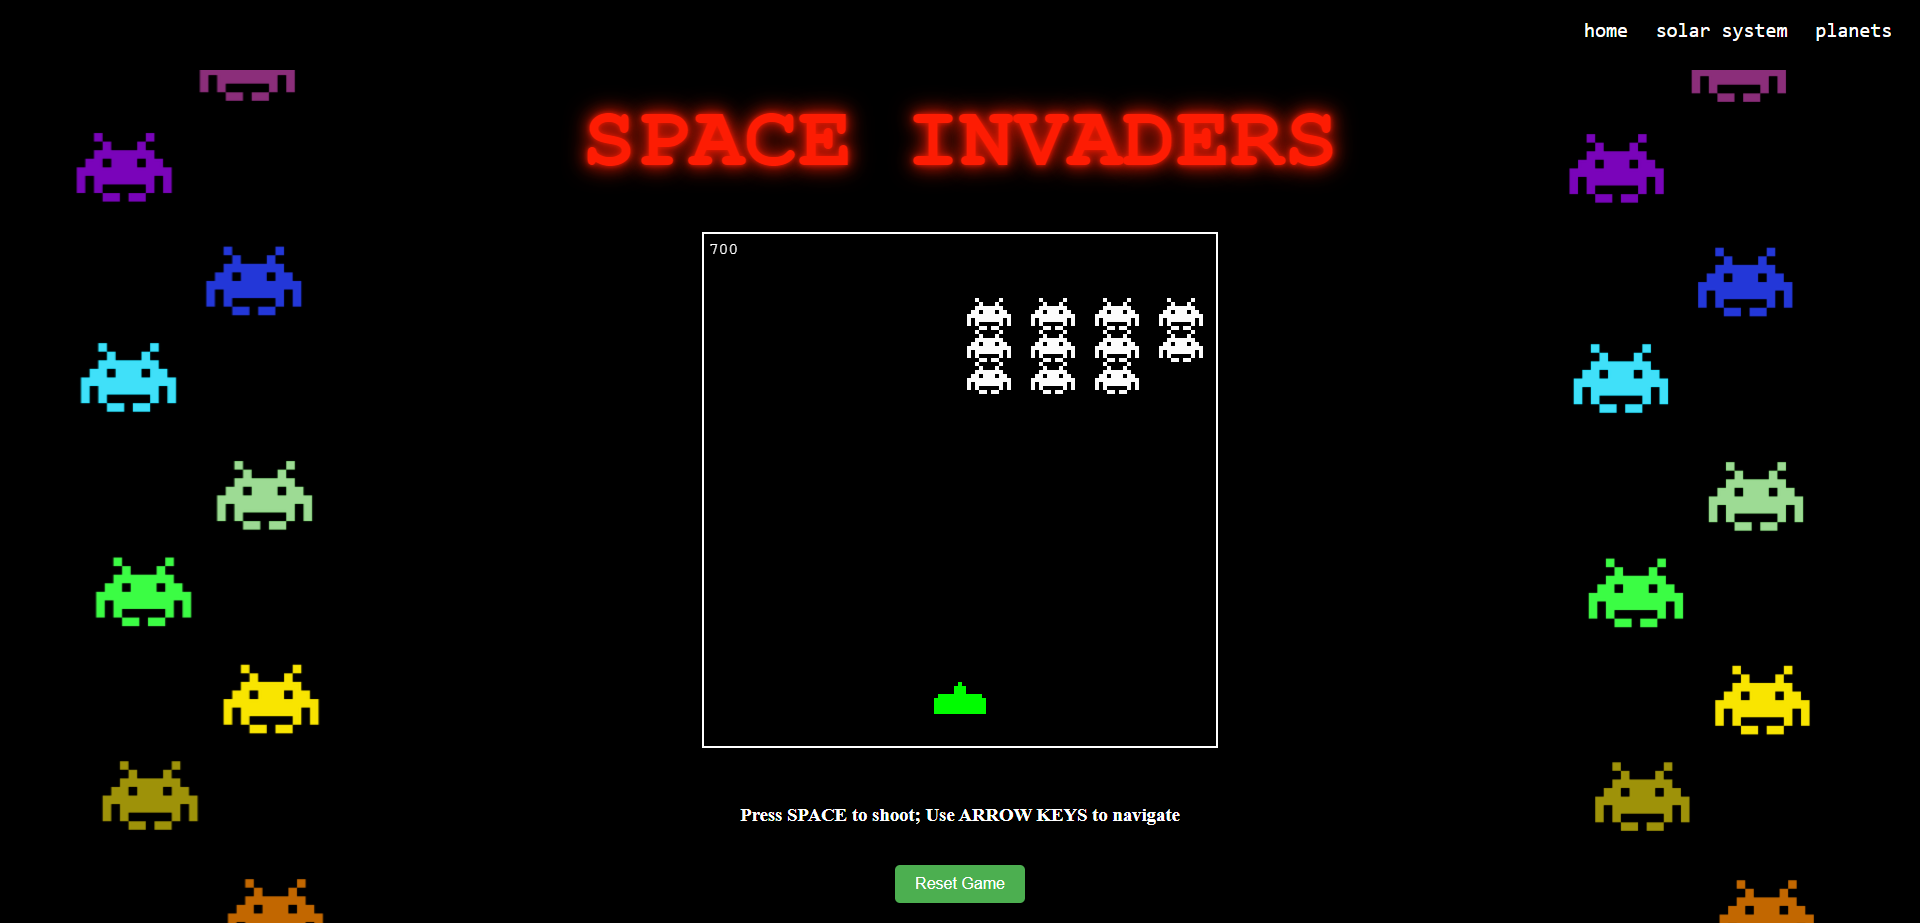 home solar system planets
SPACE INVADERS
700
Press SPACE to shoot; Use ARROW KEYS to navigate
Reset Game